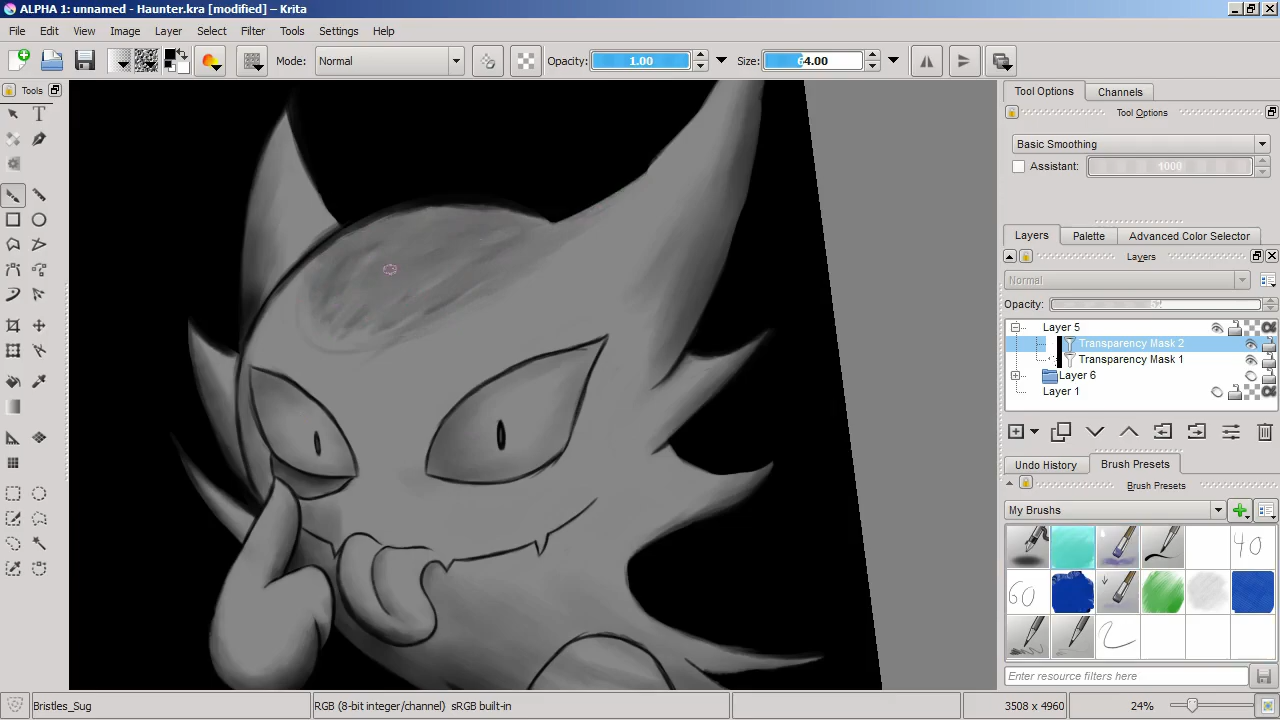 ALPHA 1: unnamed - Haunter.kra [modified] - Krita
File Edit View Image Layer Select Filter Tools Settings Help
Mode: Normal Opacity: 1.00 Size: 64.00
Tools
Tool Options Channels
Tool Options
Basic Smoothing
Assistant: 1000
Layers Palette Advanced Color Selector
Layers
Normal
Opacity:
Layer 5
Transparency Mask 2
Transparency Mask 1
Layer 6
Layer 1
Undo History Brush Presets
Brush Presets
My Brushes
40
60
2
Enter resource filters here
Bristles_Sug RGB (8-bit integer/channel) sRGB built-in 3508 x 4960 24%